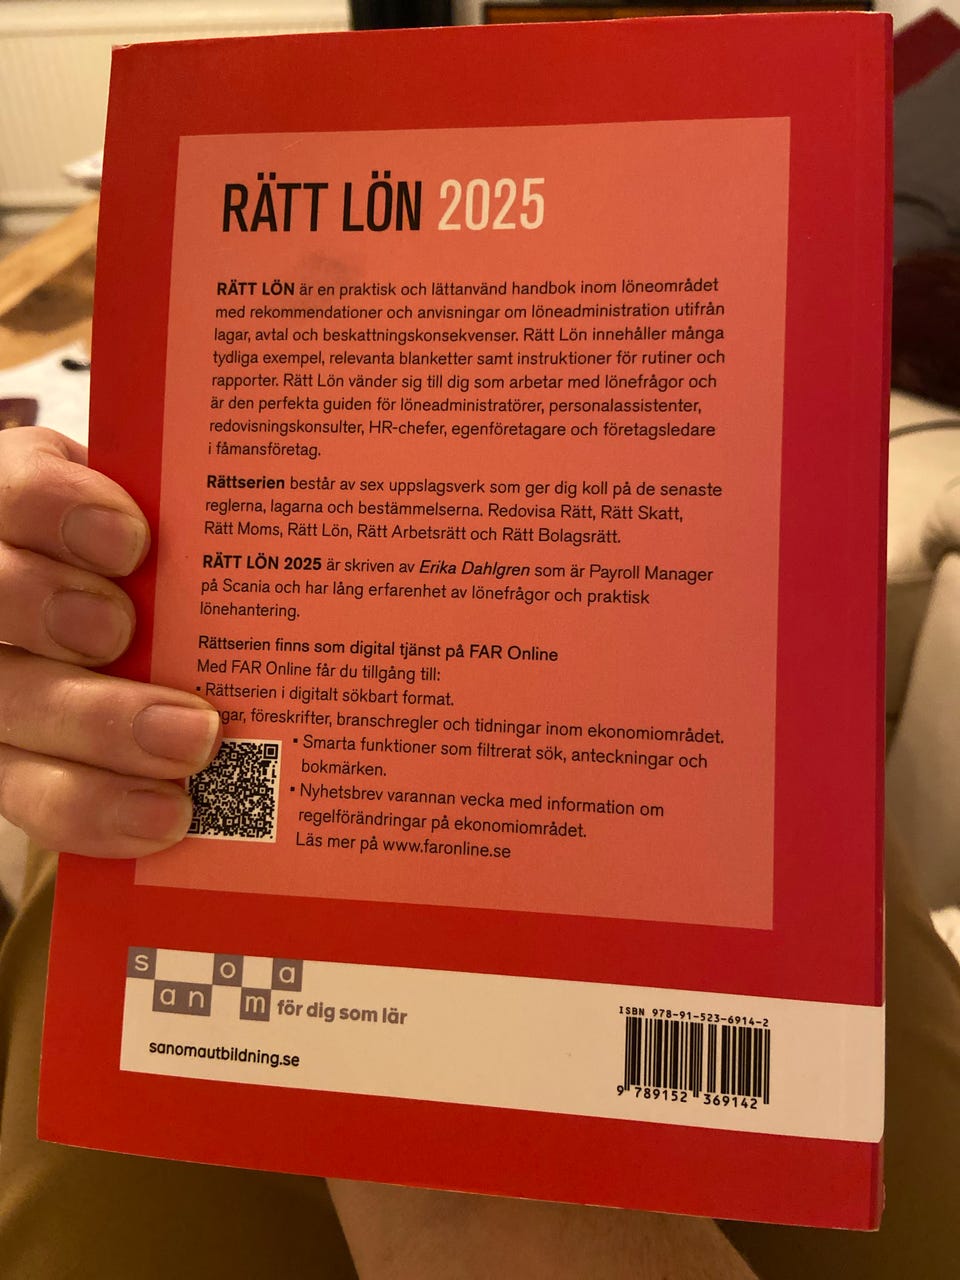 RÄTT LÖN 2025
RÄTT LÖN är en praktisk och lättanvänd handbok inom löneområdet
med rekommendationer och anvisningar om löneadministration utifrån
lagar, avtal och beskattningskonsekvenser. Rätt Lön innehåller många
tydliga exempel, relevanta blanketter samt instruktioner för rutiner och
rapporter. Rätt Lön vänder sig till dig som arbetar med lönefrågor och
är den perfekta guiden för löneadministratörer, personalassistenter,
redovisningskonsulter, HR-chefer, egenföretagare och företagsledare
i fåmansföretag.
Rättserien består av sex uppslagsverk som ger dig koll på de senaste
reglerna, lagarna och bestämmelserna. Redovisa Rätt, Rätt Skatt,
Rätt Moms, Rätt Lön, Rätt Arbetsrätt och Rätt Bolagsrätt.
RÄTT LÖN 2025 är skriven av Erika Dahlgren som är Payroll Manager
på Scania och har lång erfarenhet av lönefrågor och praktisk
lönehantering.
Rättserien finns som digital tjänst på FAR Online
Med FAR Online får du tillgång till:
▪ Rättserien i digitalt sökbart format.
gar, föreskrifter, branschregler och tidningar inom ekonomiområdet.
▪ Smarta funktioner som filtrerat sök, anteckningar och
bokmärken.
▪ Nyhetsbrev varannan vecka med information om
regelförändringar på ekonomiområdet.
Läs mer på www.faronline.se
sanoma för dig som lär
sanomautbildning.se
ISBN 978-91-523-6914-2
9 789152 369142